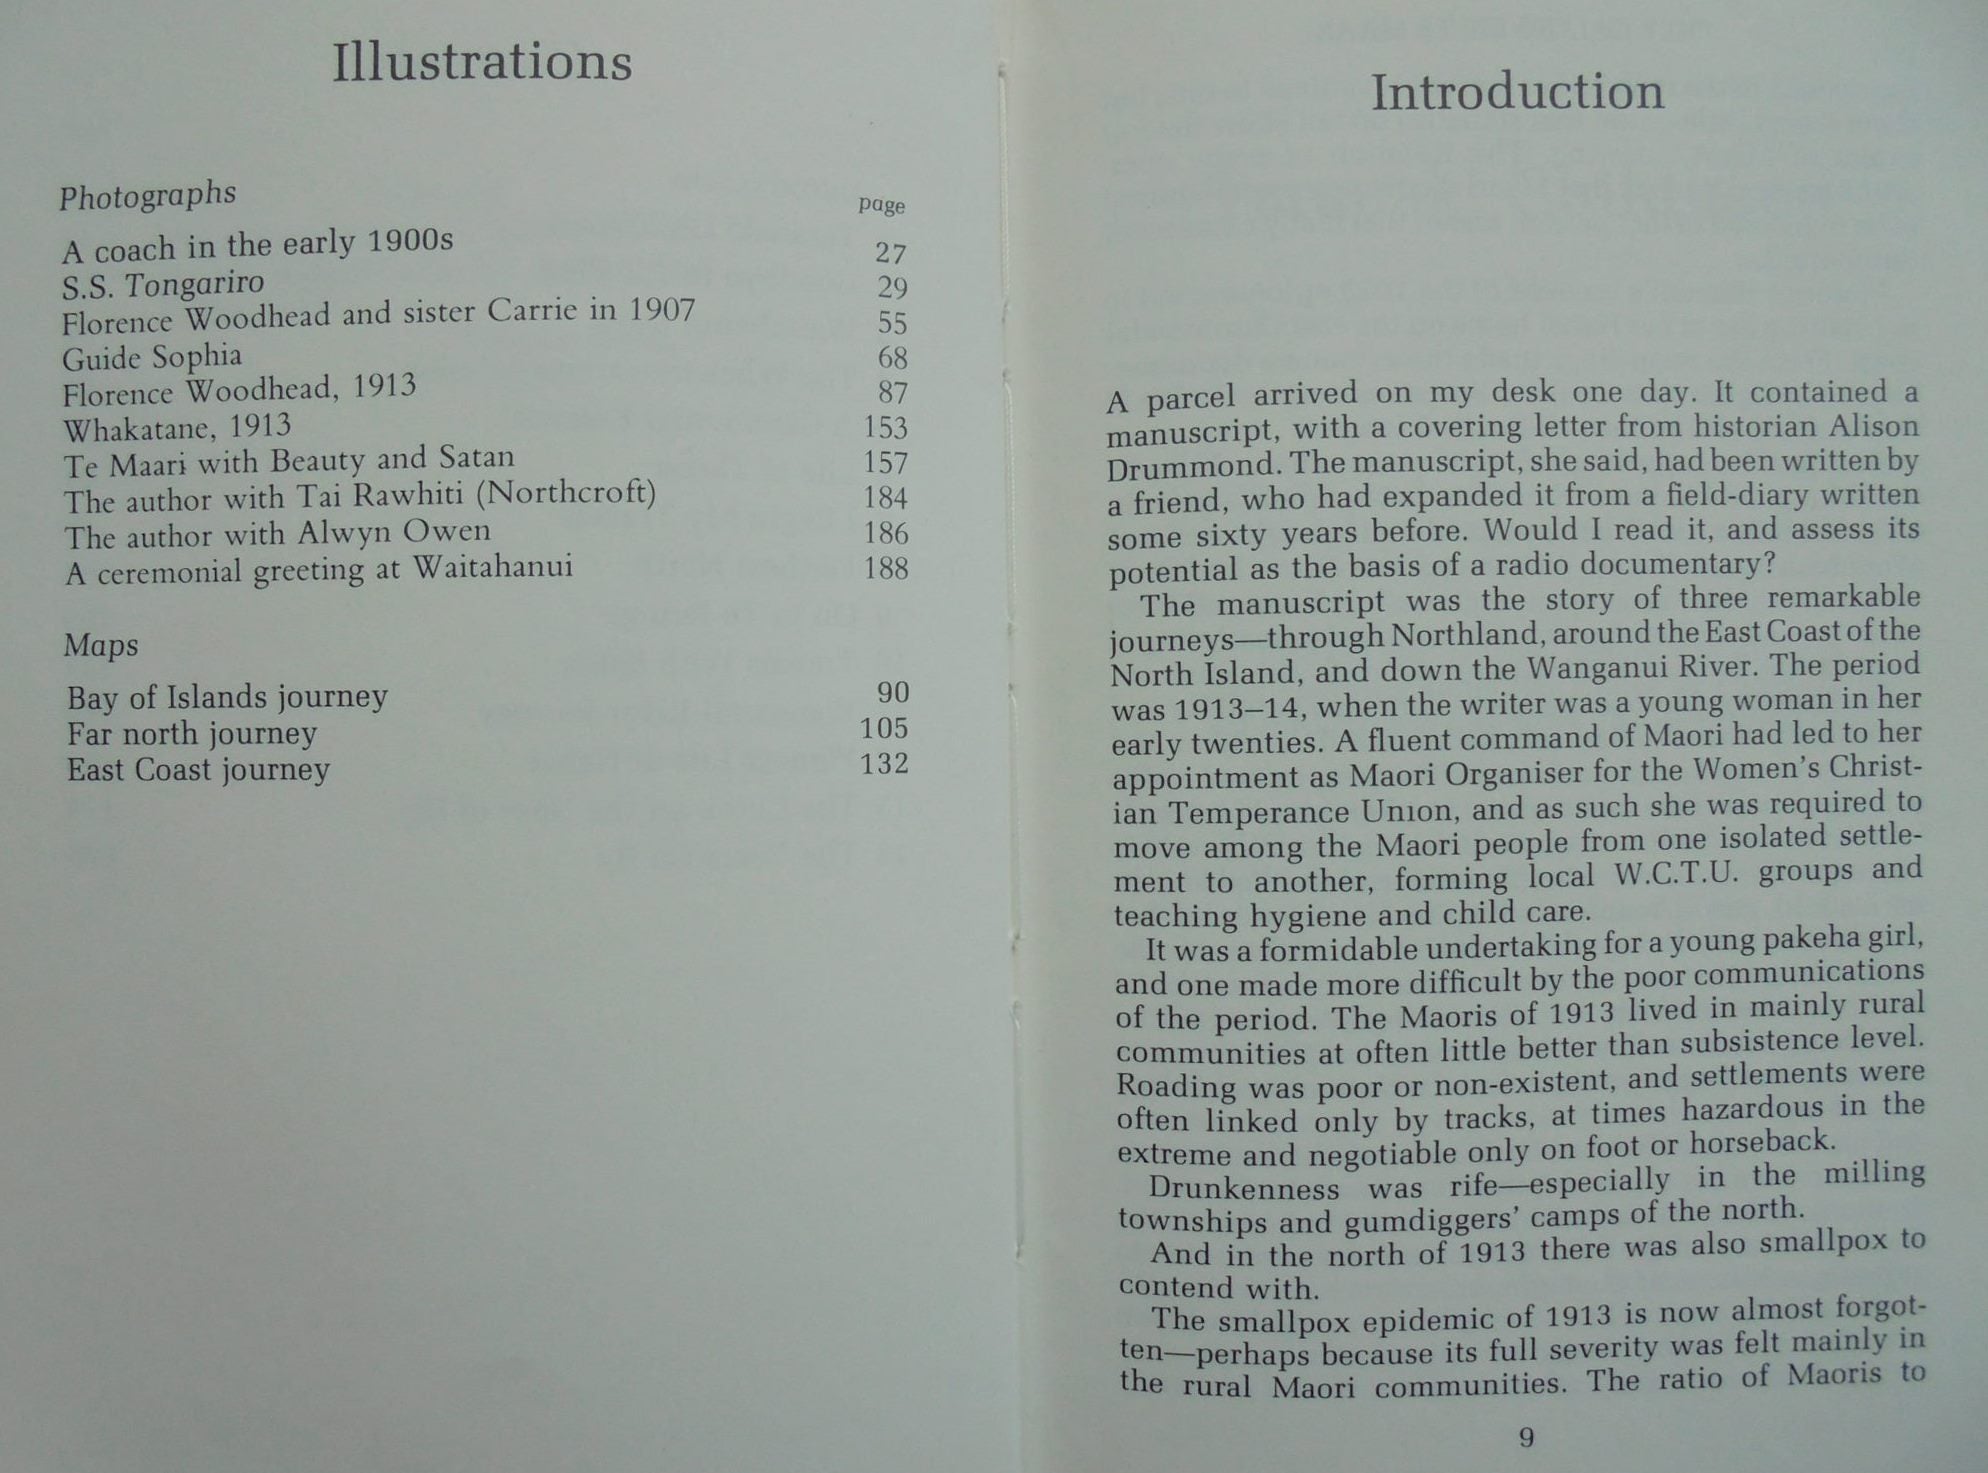 Illustrations
Photographs
page
A coach in the early 1900s 27
S.S. Tongariro 29
Florence Woodhead and sister Carrie in 1907 55
Guide Sophia 68
Florence Woodhead, 1913 87
Whakatane, 1913 153
Te Maari with Beauty and Satan 157
The author with Tai Rawhiti (Northcroft) 184
The author with Alwyn Owen 186
A ceremonial greeting at Waitahanui 188
Maps
Bay of Islands journey 90
Far north journey 105
East Coast journey 132
Introduction
A parcel arrived on my desk one day. It contained a
manuscript, with a covering letter from historian Alison
Drummond. The manuscript, she said, had been written by
a friend, who had expanded it from a field-diary written
some sixty years before. Would I read it, and assess its
potential as the basis of a radio documentary?
The manuscript was the story of three remarkable
journeys—through Northland, around the East Coast of the
North Island, and down the Wanganui River. The period
was 1913–14, when the writer was a young woman in her
early twenties. A fluent command of Maori had led to her
appointment as Maori Organiser for the Women's Christ-
ian Temperance Union, and as such she was required to
move among the Maori people from one isolated settle-
ment to another, forming local W.C.T.U. groups and
teaching hygiene and child care.
It was a formidable undertaking for a young pakeha girl,
and one made more difficult by the poor communications
of the period. The Maoris of 1913 lived in mainly rural
communities at often little better than subsistence level.
Roading was poor or non-existent, and settlements were
often linked only by tracks, at times hazardous in the
extreme and negotiable only on foot or horseback.
Drunkenness was rife—especially in the milling
townships and gumdiggers' camps of the north.
And in the north of 1913 there was also smallpox to
contend with.
The smallpox epidemic of 1913 is now almost forgot-
ten—perhaps because its full severity was felt mainly in
the rural Maori communities. The ratio of Maoris to
9